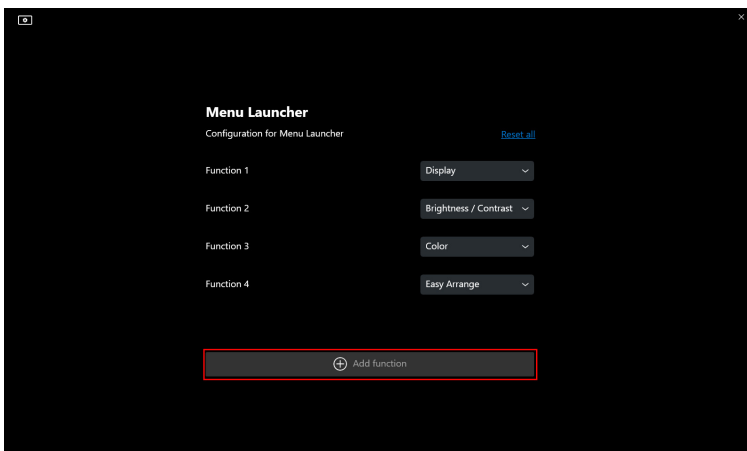 Menu Launcher
Configuration for Menu Launcher Reset all
Function 1 Display
Function 2 Brightness / Contrast
Function 3 Color
Function 4 Easy Arrange
Add function